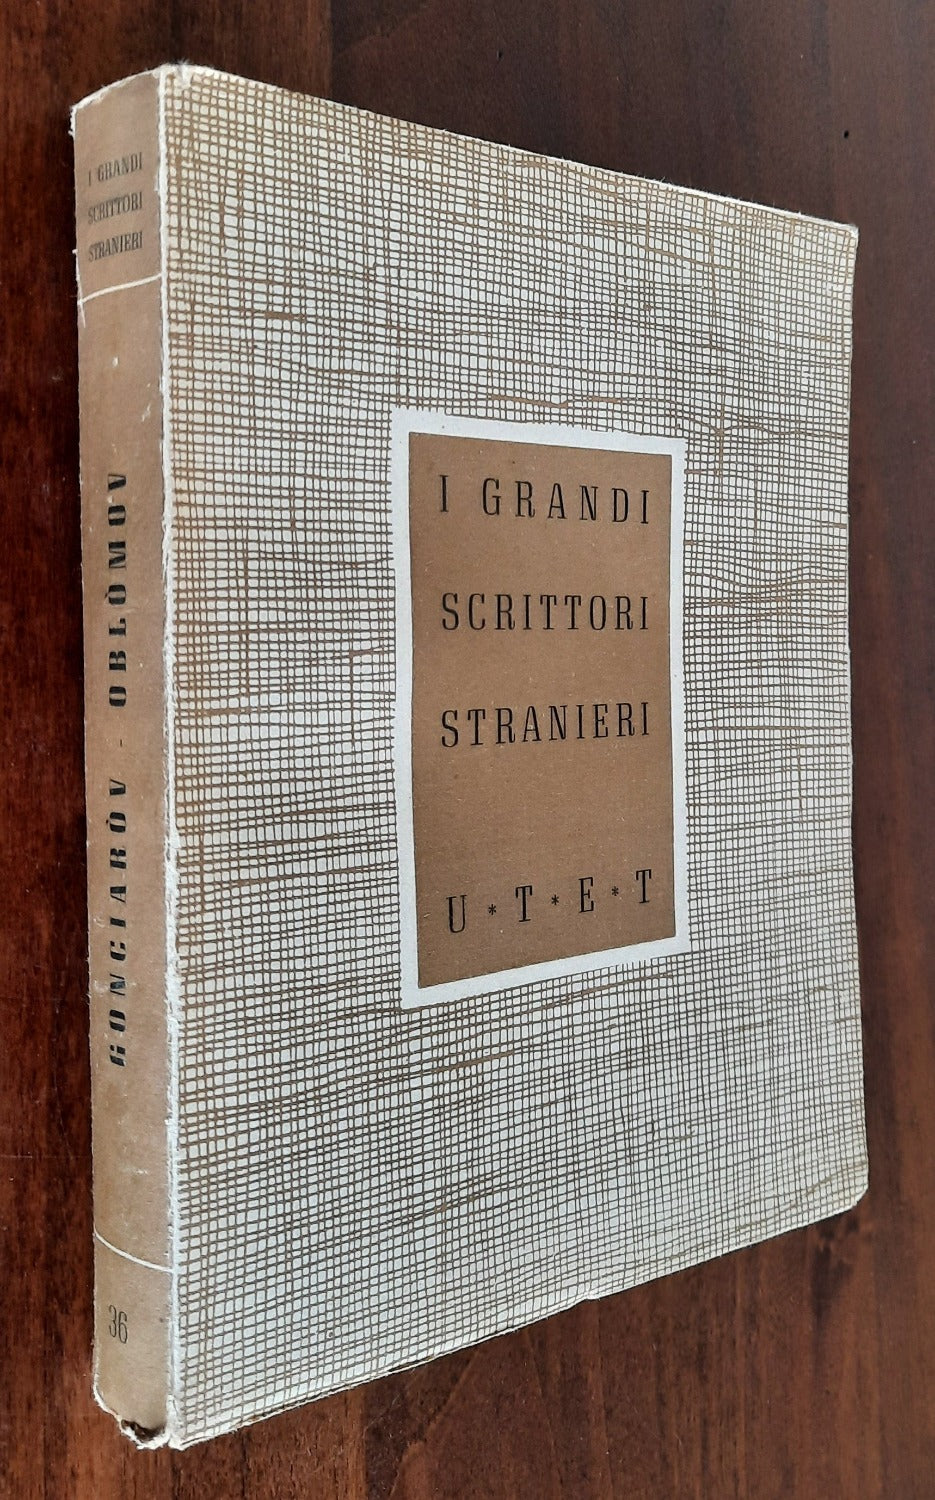 I GRANDI
SCRITTORI
STRANIERI
GONCIARÒV - OBLÒMOV
36
I GRANDI
SCRITTORI
STRANIERI
U * T * E * T